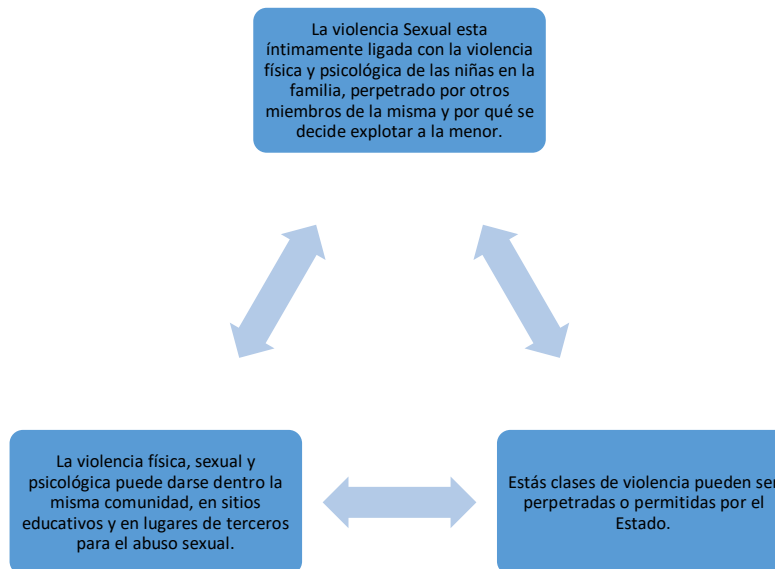 La violencia Sexual esta
íntimamente ligada con la violencia
física y psicológica de las niñas en la
familia, perpetrado por otros
miembros de la misma y por qué se
decide explotar a la menor.
La violencia física, sexual y
psicológica puede darse dentro la
misma comunidad, en sitios
educativos y en lugares de terceros
para el abuso sexual.
Estás clases de violencia pueden ser
perpetradas o permitidas por el
Estado.